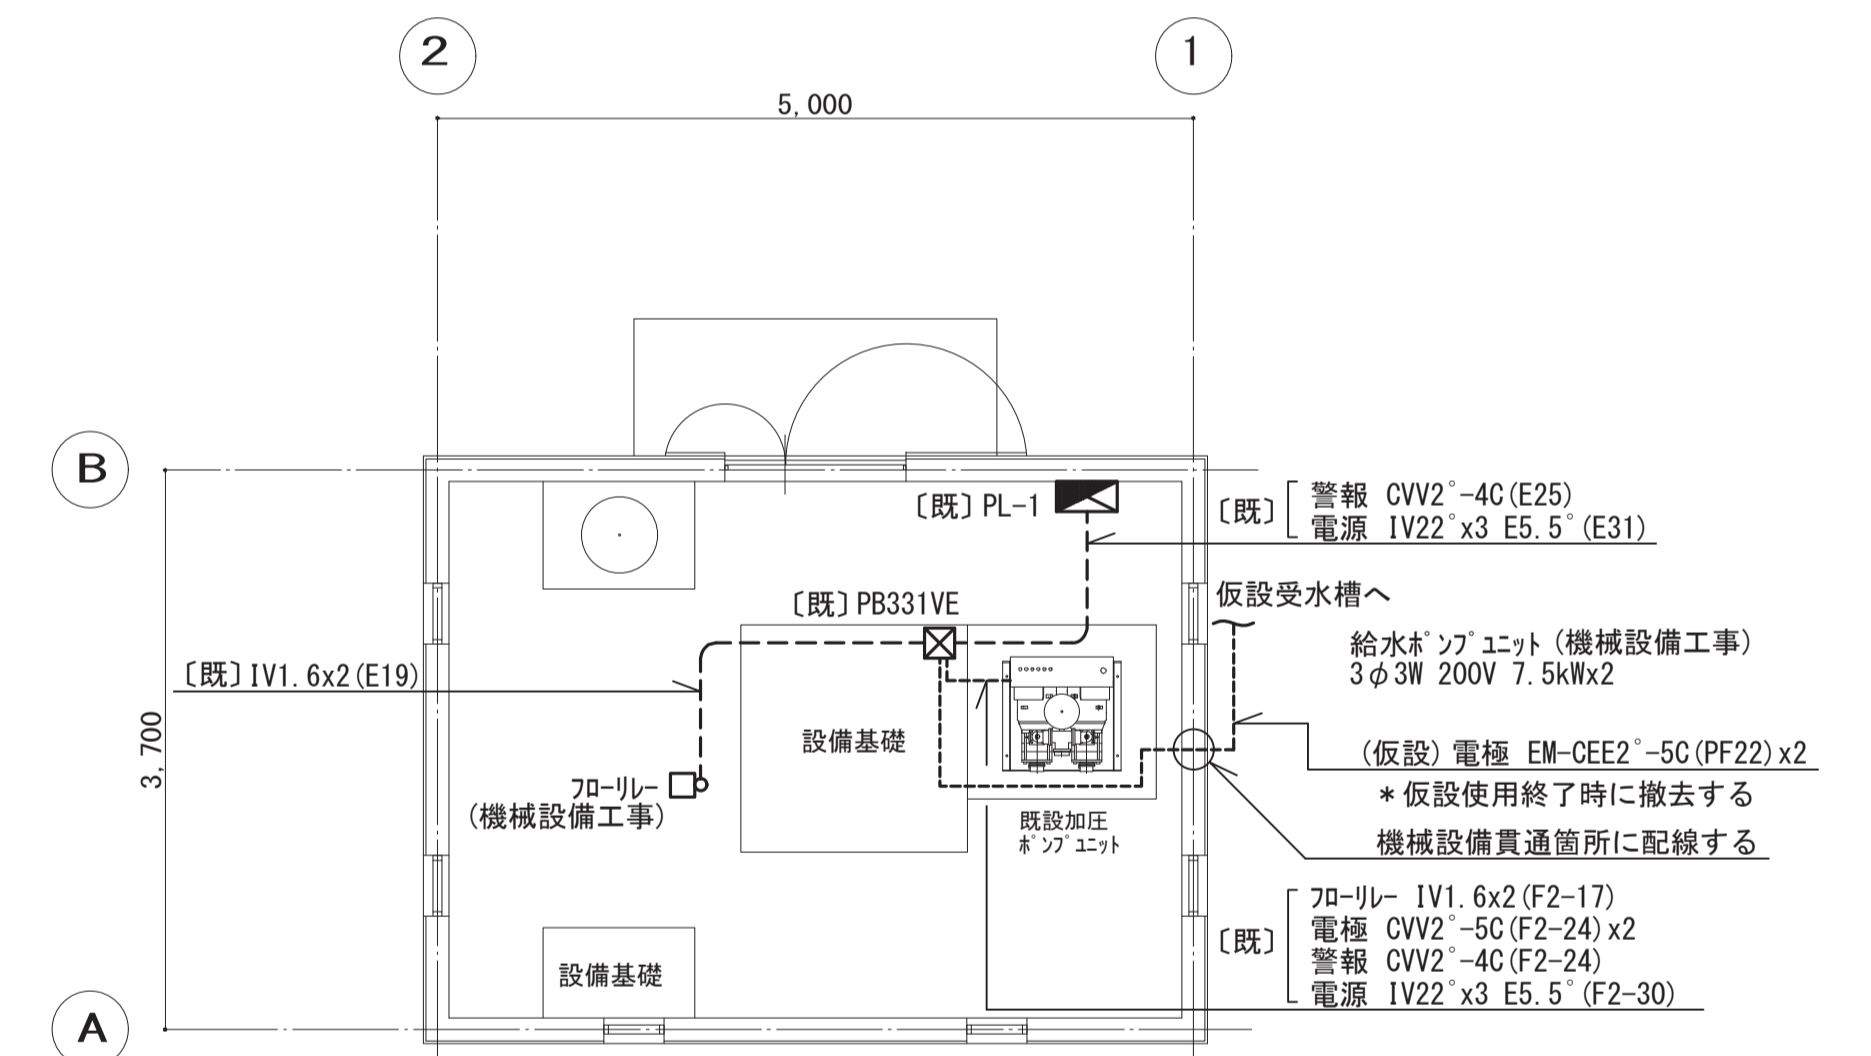 2
1
5,000
B
〔既〕PL-1
〔既〕
警報 CVV2°-4C(E25)
電源 IV22°x3 E5.5°(E31)
仮設受水槽へ
〔既〕PB331VE
給水ポンプユニット(機械設備工事)
3φ3W 200V 7.5kWx2
〔既〕IV1.6x2(E19)
3,700
設備基礎
(仮設)電極 EM-CEE2°-5C(PF22)x2
*仮設使用終了時に撤去する
フローリレー
(機械設備工事)
既設加圧
ポンプユニット
機械設備貫通箇所に配線する
〔既〕
フローリレー IV1.6x2(F2-17)
電極 CVV2°-5C(F2-24)x2
警報 CVV2°-4C(F2-24)
電源 IV22°x3 E5.5°(F2-30)
設備基礎
A